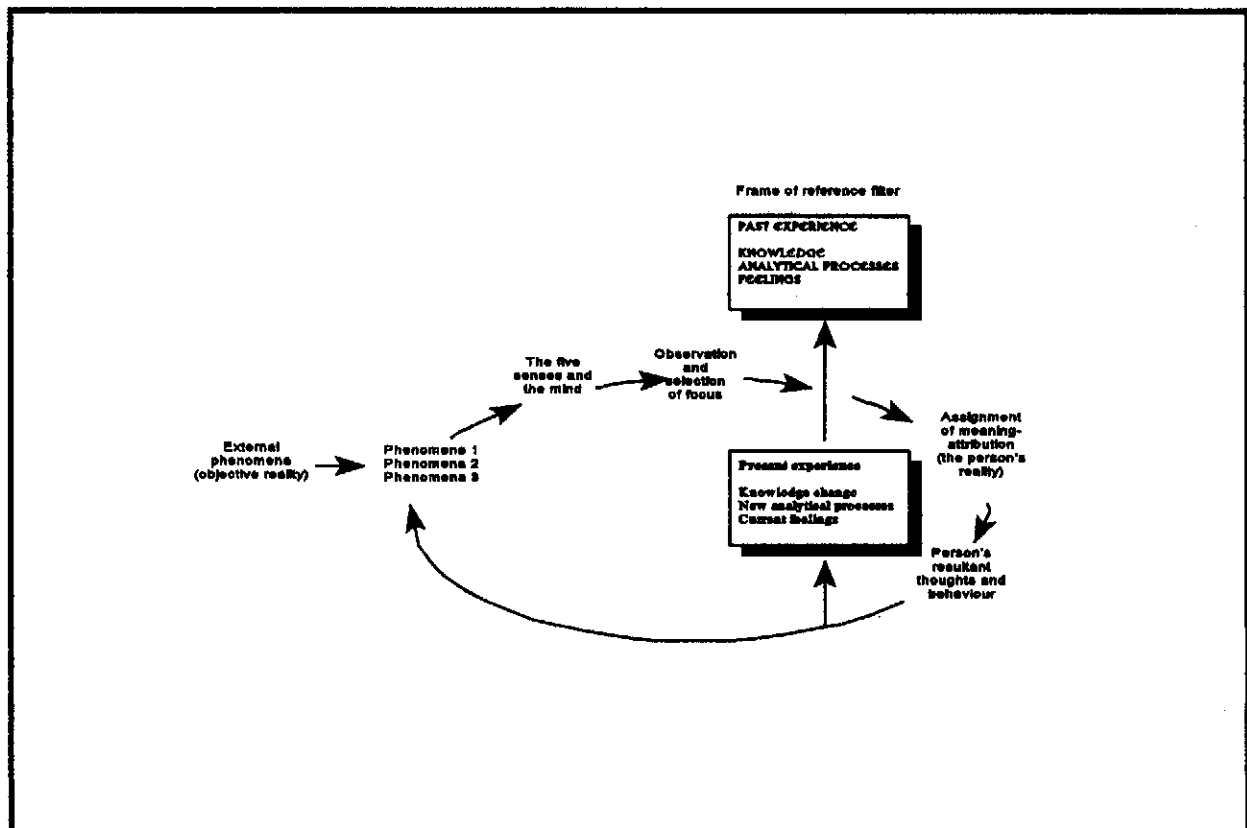 Frame of reference filter
PAST EXPERIENCE
KNOWLEDGE
ANALYTICAL PROCESSES
FEELINGS
The five
senses and
the mind
Observation
and
selection
of focus
Assignment
of meaning-
attribution
(the person's
reality)
External
phenomena
(objective reality)
Phenomena 1
Phenomena 2
Phenomena 3
Present experience
Knowledge change
New analytical processes
Current feelings
Person's
resultant
thoughts and
behaviour